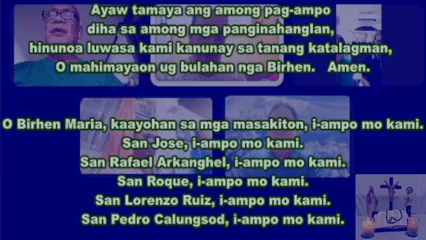 Ayaw tamaya ang among pag-ampo
diha sa among mga panginahanglan,
hinunoa luwasa kami kanunay sa tanang katalagman,
O mahimayaon ug bulahan nga Birhen. Amen.
O Birhen Maria, kaayohan sa mga masakiton, i-ampo mo kami.
San Jose, i-ampo mo kami.
San Rafael Arkanghel, i-ampo mo kami.
San Roque, i-ampo mo kami.
San Lorenzo Ruiz, i-ampo mo kami.
San Pedro Calungsod, i-ampo mo kami.